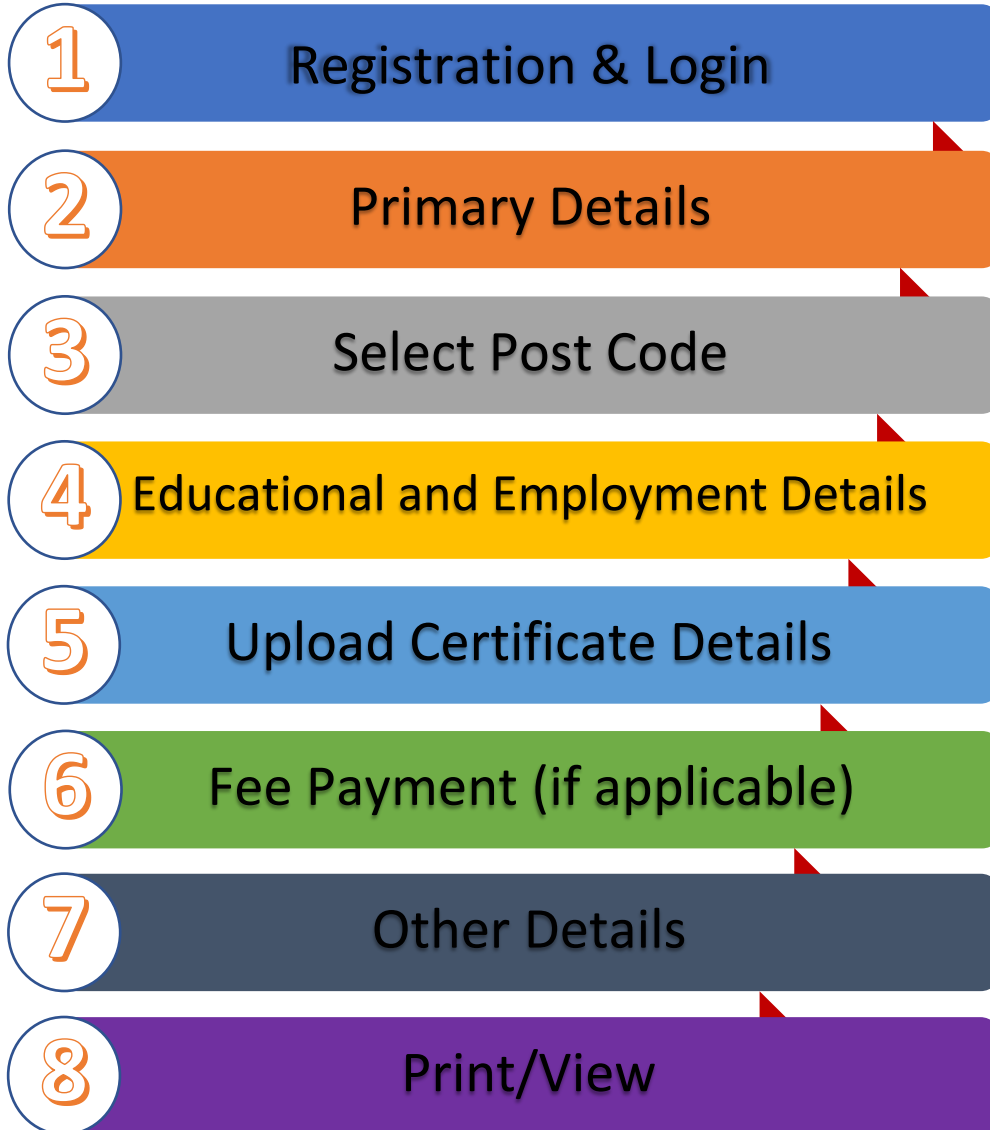 1 Registration & Login
2 Primary Details
3 Select Post Code
4 Educational and Employment Details
5 Upload Certificate Details
6 Fee Payment (if applicable)
7 Other Details
8 Print/View